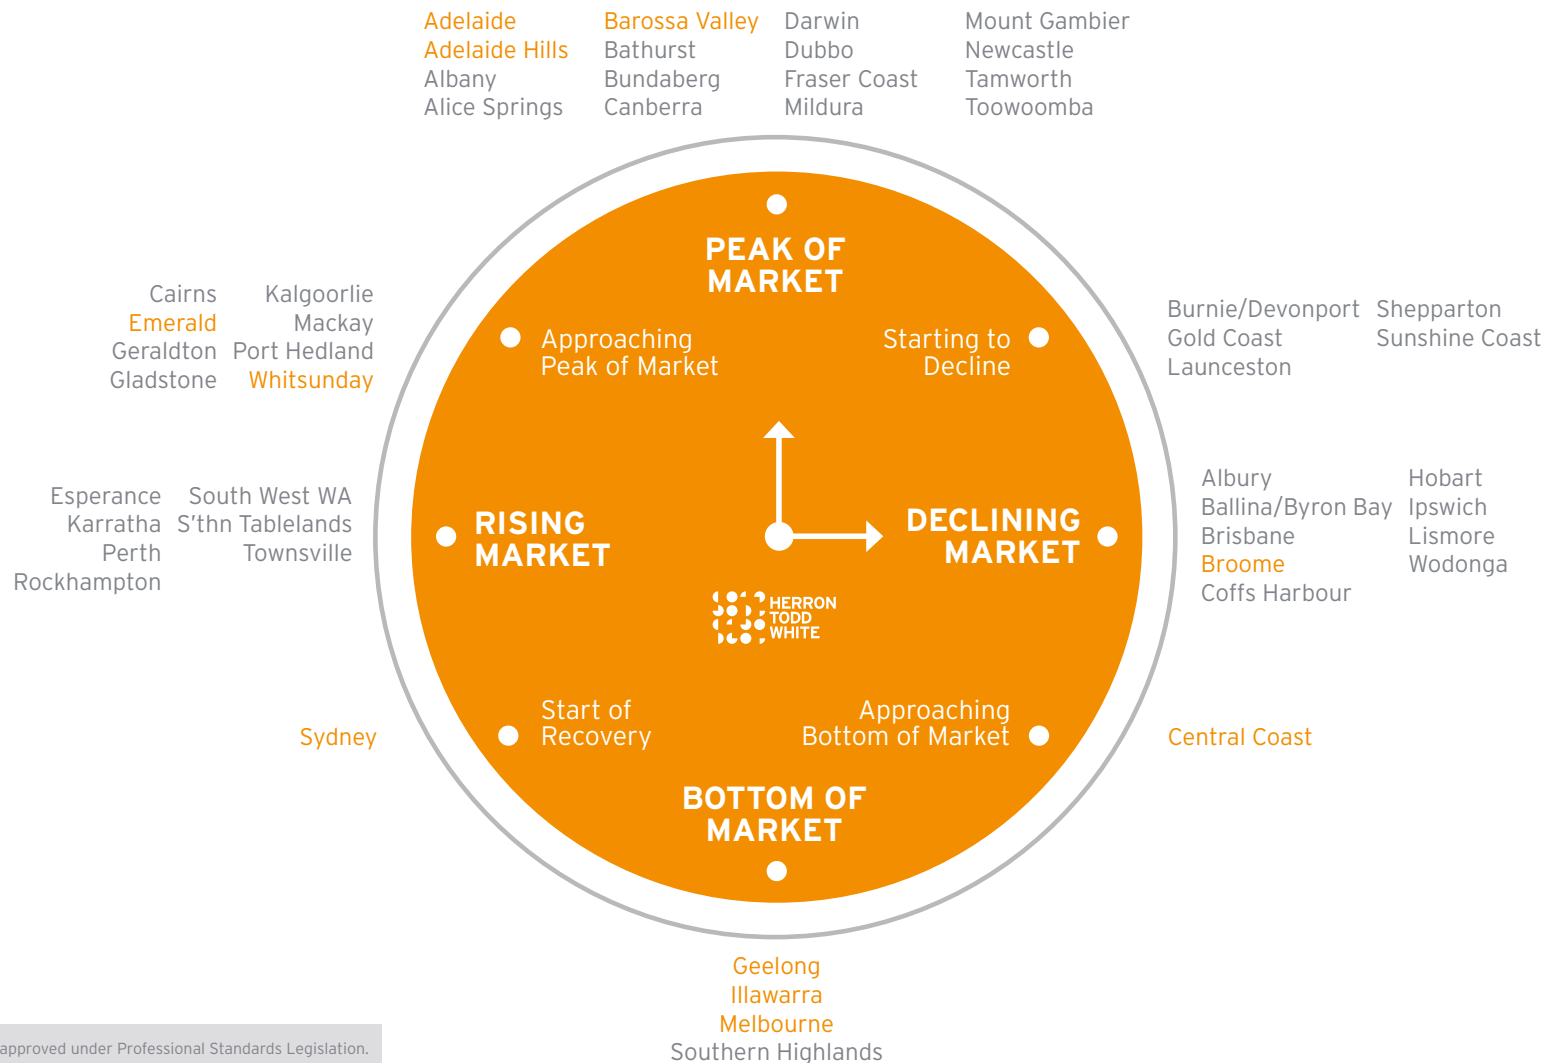 Adelaide Barossa Valley Darwin Mount Gambier
Adelaide Hills Bathurst Dubbo Newcastle
Albany Bundaberg Fraser Coast Tamworth
Alice Springs Canberra Mildura Toowoomba
PEAK OF
MARKET
Cairns Kalgoorlie
Emerald Mackay
Geraldton Port Hedland
Gladstone Whitsunday
Approaching
Peak of Market
Starting to
Decline
Burnie/Devonport Shepparton
Gold Coast Sunshine Coast
Launceston
Esperance South West WA
Karratha S'thn Tablelands
Perth Townsville
Rockhampton
RISING
MARKET
DECLINING
MARKET
Albury Hobart
Ballina/Byron Bay Ipswich
Brisbane Lismore
Broome Wodonga
Coffs Harbour
HERRON
TODD
WHITE
Sydney
Start of
Recovery
Approaching
Bottom of Market
Central Coast
BOTTOM OF
MARKET
Geelong
Illawarra
Melbourne
Southern Highlands
approved under Professional Standards Legislation.